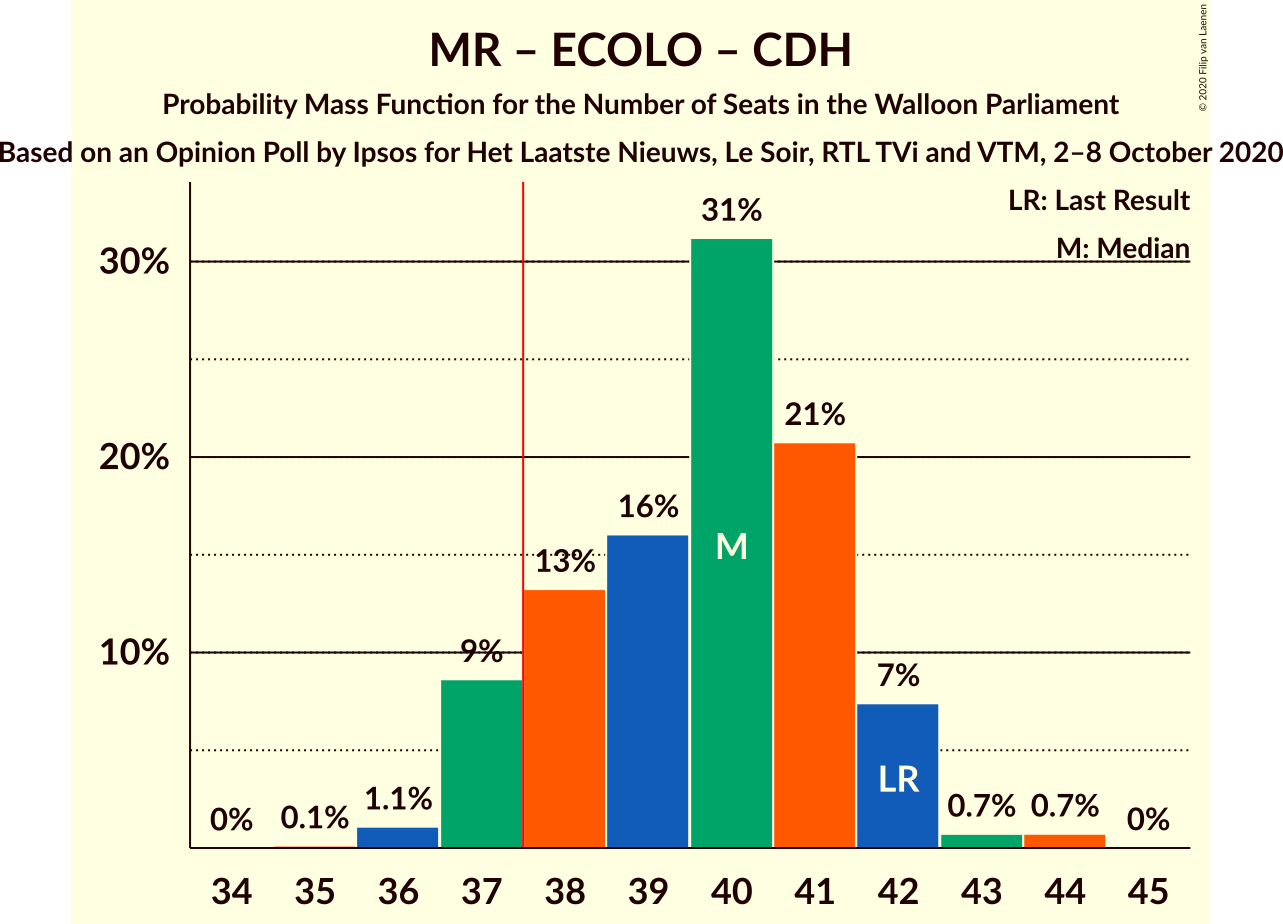 MR – ECOLO – CDH
Probability Mass Function for the Number of Seats in the Walloon Parliament
Based on an Opinion Poll by Ipsos for Het Laatste Nieuws, Le Soir, RTL TVi and VTM, 2–8 October 2020
© 2020 Filip van Laenen
LR: Last Result
M: Median
30%
20%
10%
0%
0.1%
1.1%
9%
13%
16%
31%
21%
7%
0.7%
0.7%
0%
M
LR
34 35 36 37 38 39 40 41 42 43 44 45